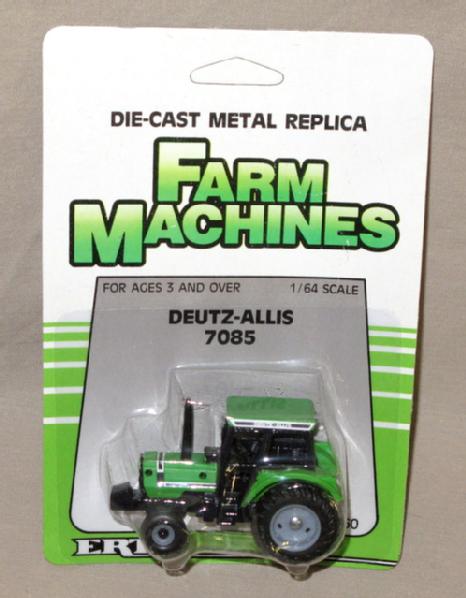 DIE-CAST METAL REPLICA
FARM
MACHINES
FOR AGES 3 AND OVER 1/64 SCALE
DEUTZ-ALLIS
7085